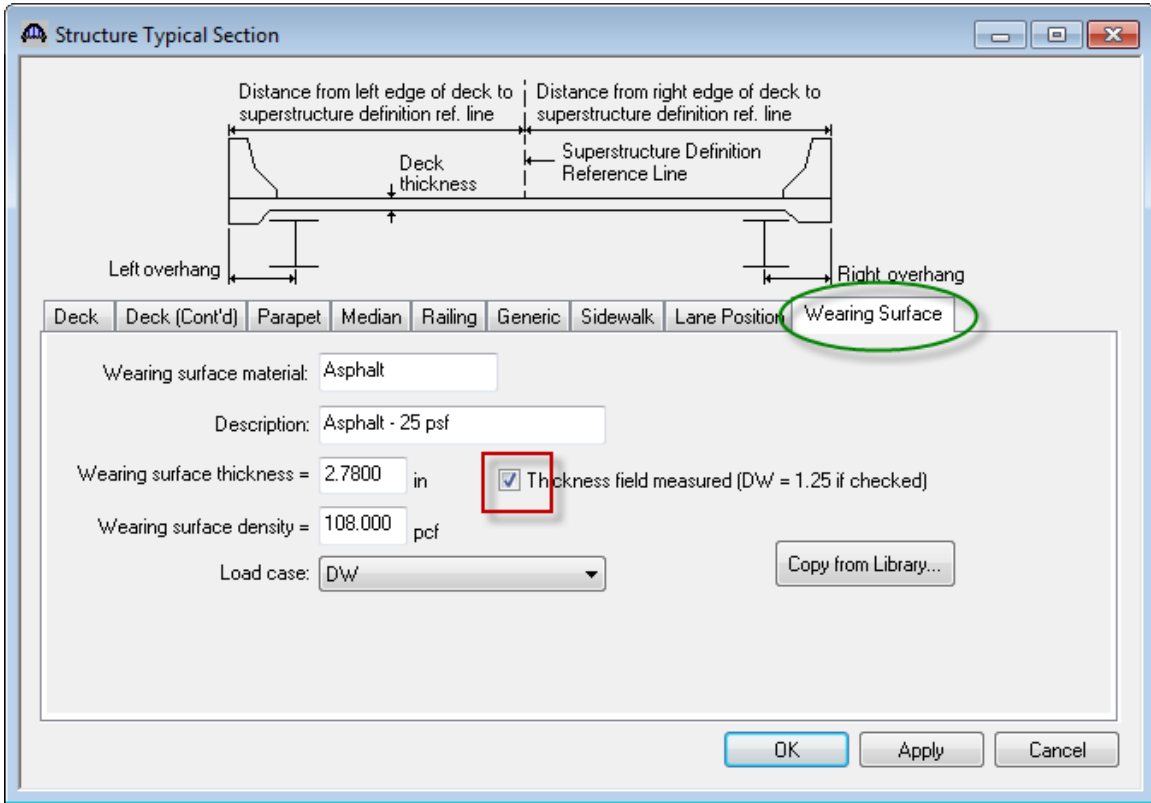 Structure Typical Section
Distance from left edge of deck to
superstructure definition ref. line
Distance from right edge of deck to
superstructure definition ref. line
Deck
thickness
Superstructure Definition
Reference Line
Left overhang
Right overhang
Deck Deck (Cont'd) Parapet Median Railing Generic Sidewalk Lane Position Wearing Surface
Wearing surface material: Asphalt
Description: Asphalt - 25 psf
Wearing surface thickness = 2.7800 in Thickness field measured (DW = 1.25 if checked)
Wearing surface density = 108.000 pcf
Load case: DW Copy from Library...
OK Apply Cancel